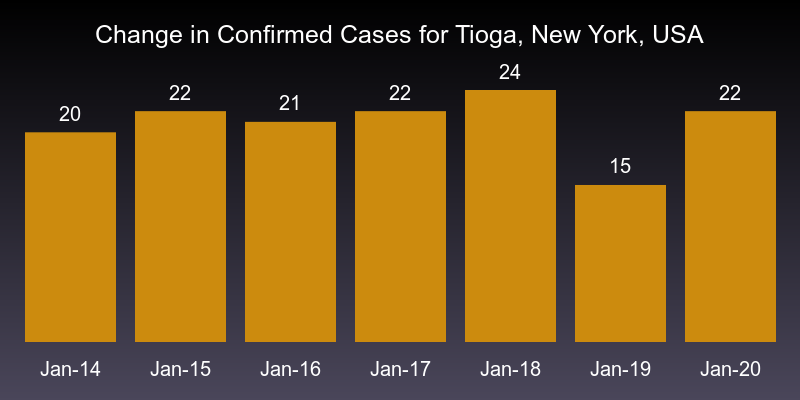 Change in Confirmed Cases for Tioga, New York, USA
20
22
21
22
24
15
22
Jan-14
Jan-15
Jan-16
Jan-17
Jan-18
Jan-19
Jan-20